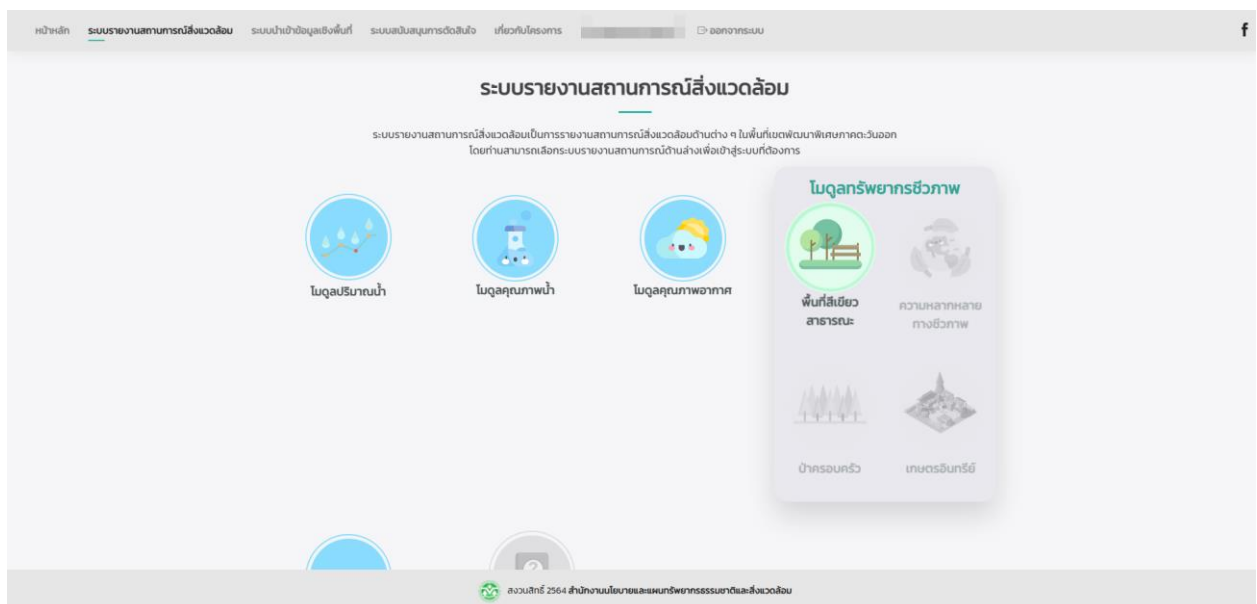 หน้าหลัก ระบบรายงานสถานการณ์สิ่งแวดล้อม ระบบนำเข้าข้อมูลเชิงพื้นที่ ระบบสนับสนุนการตัดสินใจ เกี่ยวกับโครงการ ออกจากระบบ f
ระบบรายงานสถานการณ์สิ่งแวดล้อม
ระบบรายงานสถานการณ์สิ่งแวดล้อมเป็นการรายงานสถานการณ์สิ่งแวดล้อมด้านต่าง ๆ ในพื้นที่เขตพัฒนาพิเศษภาคตะวันออก
โดยท่านสามารถเลือกระบบรายงานสถานการณ์ด้านล่างเพื่อเข้าสู่ระบบที่ต้องการ
โมดูลทรัพยากรชีวภาพ
โมดูลปริมาณน้ำ
โมดูลคุณภาพน้ำ
โมดูลคุณภาพอากาศ
พื้นที่สีเขียว
สาธารณะ
ความหลากหลาย
ทางชีวภาพ
ป่าครอบครัว
เกษตรอินทรีย์
?
สงวนสิทธิ์ 2564 สำนักงานนโยบายและแผนทรัพยากรธรรมชาติและสิ่งแวดล้อม